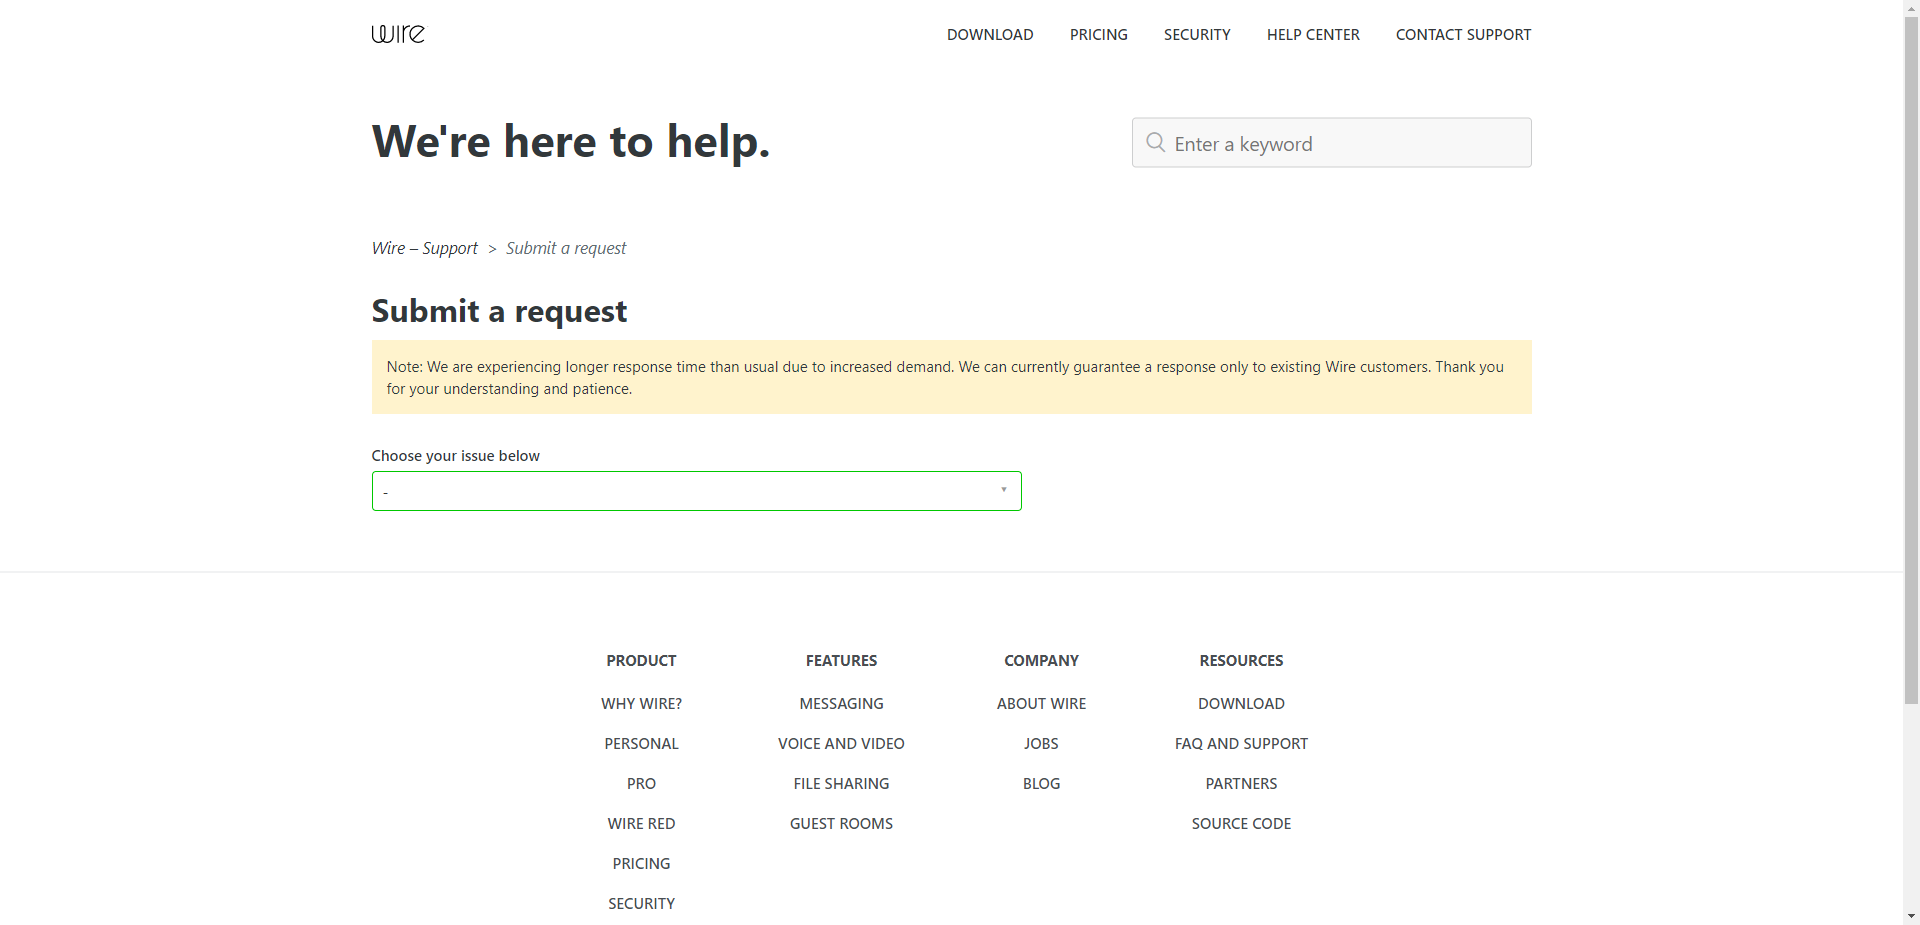 wire
DOWNLOAD PRICING SECURITY HELP CENTER CONTACT SUPPORT
We're here to help.
Enter a keyword
Wire – Support > Submit a request
Submit a request
Note: We are experiencing longer response time than usual due to increased demand. We can currently guarantee a response only to existing Wire customers. Thank you
for your understanding and patience.
Choose your issue below
-
PRODUCT FEATURES COMPANY RESOURCES
WHY WIRE? MESSAGING ABOUT WIRE DOWNLOAD
PERSONAL VOICE AND VIDEO JOBS FAQ AND SUPPORT
PRO FILE SHARING BLOG PARTNERS
WIRE RED GUEST ROOMS SOURCE CODE
PRICING
SECURITY